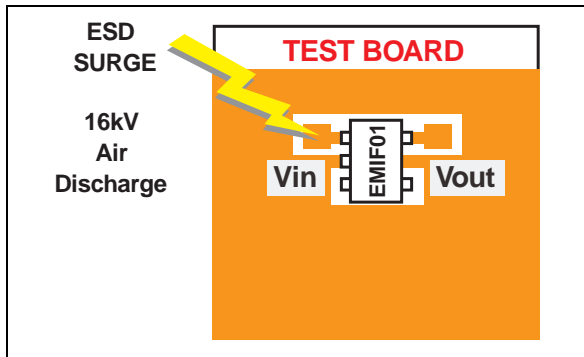 ESD
SURGE
TEST BOARD
16kV
Air
Discharge
EMIF01
Vin
Vout